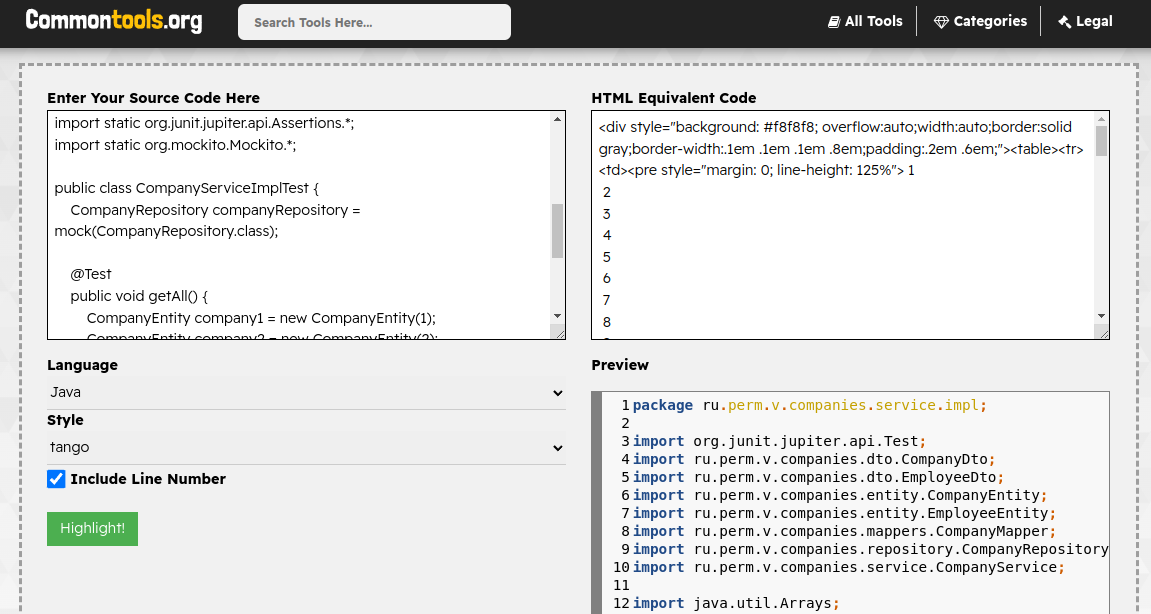 Commontools.org
Search Tools Here...
All Tools
Categories
Legal
Enter Your Source Code Here
import static org.junit.jupiter.api.Assertions.*;
import static org.mockito.Mockito.*;
public class CompanyServiceImplTest {
CompanyRepository companyRepository =
mock(CompanyRepository.class);
@Test
public void getAll() {
CompanyEntity company1 = new CompanyEntity(1);
CompanyEntity company2 = new CompanyEntity(2);
Language
Java
Style
tango
Include Line Number
Highlight!
HTML Equivalent Code
<div style="background: #f8f8f8; overflow:auto;width:auto;border:solid
gray;border-width:.1em .1em .1em .8em;padding:.2em .6em;"><table><tr>
<td><pre style="margin: 0; line-height: 125%"> 1
2
3
4
5
6
7
8
Preview
1 package ru.perm.v.companies.service.impl;
2
3 import org.junit.jupiter.api.Test;
4 import ru.perm.v.companies.dto.CompanyDto;
5 import ru.perm.v.companies.dto.EmployeeDto;
6 import ru.perm.v.companies.entity.CompanyEntity;
7 import ru.perm.v.companies.entity.EmployeeEntity;
8 import ru.perm.v.companies.mappers.CompanyMapper;
9 import ru.perm.v.companies.repository.CompanyRepository
10 import ru.perm.v.companies.service.CompanyService;
11
12 import java.util.Arrays;